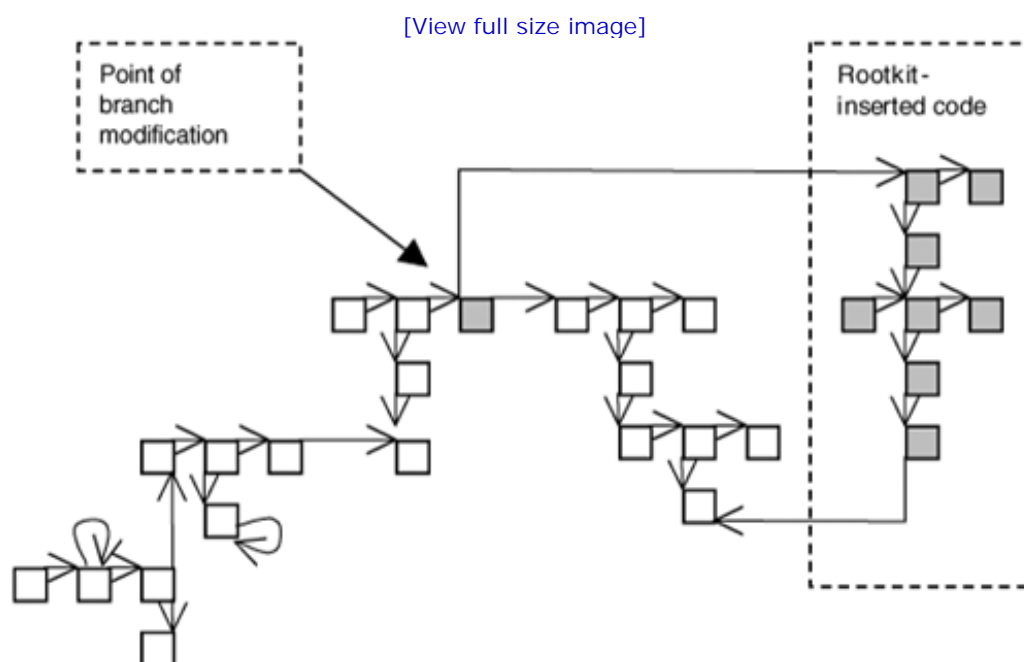 [View full size image]
Point of
branch
modification
Rootkit-
inserted code